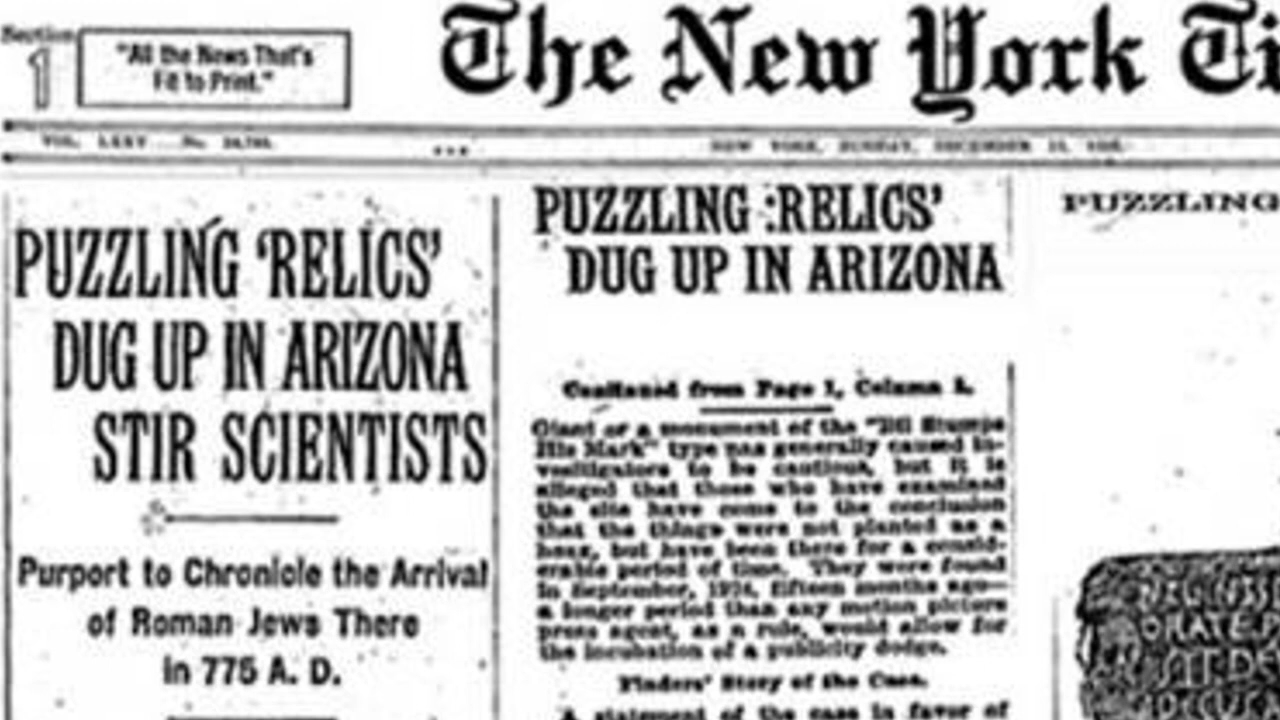 Section
1
"All the News That's
Fit to Print."
The New York Ti
VOL. LXXV No.
NEW YORK, SUNDAY, DECEMBER
PUZZLING 'RELICS'
DUG UP IN ARIZONA
STIR SCIENTISTS
Purport to Chronicle the Arrival
of Roman Jews There
in 775 A. D.
PUZZLING 'RELICS'
DUG UP IN ARIZONA
Continued from Page 1, Column
Giant or a monument of the "Bil Stumps
His Mark" type has generally caused in-
vestigators to be cautious, but it is
alleged that those who have examined
the site have come to the conclusion
that the things were not planted as a
hoax, but have been there for a consid-
erable period of time. They were found
in September, 1924, fifteen months ago—
a longer period than any motion picture
press agent, as a rule, would allow for
the incubation of a publicity dodge.
Finders' Story of the Case.
A statement of the case in favor of
PUZZLING